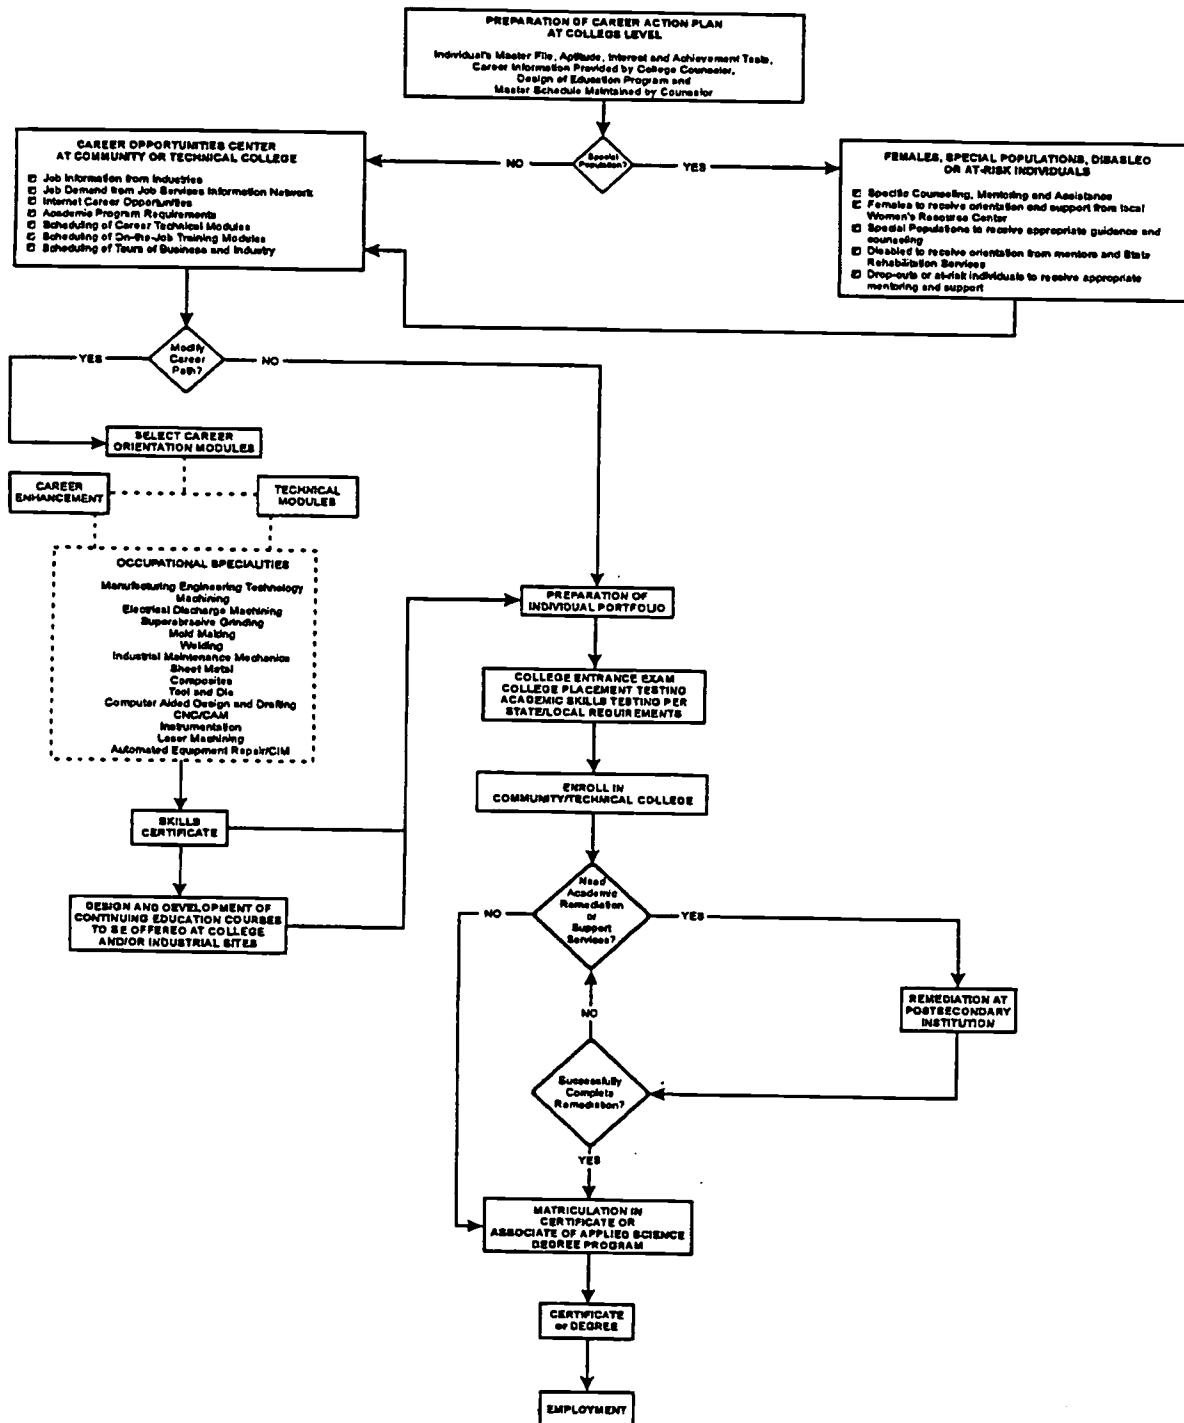 PREPARATION OF CAREER ACTION PLAN
AT COLLEGE LEVEL
Individual's Master File, Aptitude, Interest and Achievement Tests,
Career Information Provided by College Counselor,
Design of Education Program and
Master Schedule Maintained by Counselor
Special
Population?
NO
YES
CAREER OPPORTUNITIES CENTER
AT COMMUNITY OR TECHNICAL COLLEGE
Job Information from Industries
Job Demand from Job Services Information Network
Internet Career Opportunities
Academic Program Requirements
Scheduling of Career Technical Modules
Scheduling of On-the-Job Training Modules
Scheduling of Tours of Business and Industry
FEMALES, SPECIAL POPULATIONS, DISABLED
OR AT-RISK INDIVIDUALS
Specific Counseling, Mentoring and Assistance
Females to receive orientation and support from local
Women's Resource Center
Special Populations to receive appropriate guidance and
counseling
Disabled to receive orientation from mentors and State
Rehabilitation Services
Drop-outs or at-risk individuals to receive appropriate
mentoring and support
YES
Modify
Career
Path?
NO
SELECT CAREER
ORIENTATION MODULES
CAREER
ENHANCEMENT
TECHNICAL
MODULES
OCCUPATIONAL SPECIALITIES
Manufacturing Engineering Technology
Machining
Electrical Discharge Machining
Superabrasive Grinding
Mold Making
Welding
Industrial Maintenance Mechanics
Sheet Metal
Composites
Tool and Die
Computer Aided Design and Drafting
CNC/CAM
Instrumentation
Laser Machining
Automated Equipment Repair/CIM
SKILLS
CERTIFICATE
DESIGN AND DEVELOPMENT OF
CONTINUING EDUCATION COURSES
TO BE OFFERED AT COLLEGE
AND/OR INDUSTRIAL SITES
PREPARATION OF
INDIVIDUAL PORTFOLIO
COLLEGE ENTRANCE EXAM
COLLEGE PLACEMENT TESTING
ACADEMIC SKILLS TESTING PER
STATE/LOCAL REQUIREMENTS
ENROLL IN
COMMUNITY/TECHNICAL COLLEGE
Need
Academic
Remediation
or
Support
Services?
NO
YES
REMEDIATION AT
POSTSECONDARY
INSTITUTION
NO
Successfully
Complete
Remediation?
YES
MATRICULATION IN
CERTIFICATE OR
ASSOCIATE OF APPLIED SCIENCE
DEGREE PROGRAM
CERTIFICATE
or DEGREE
EMPLOYMENT